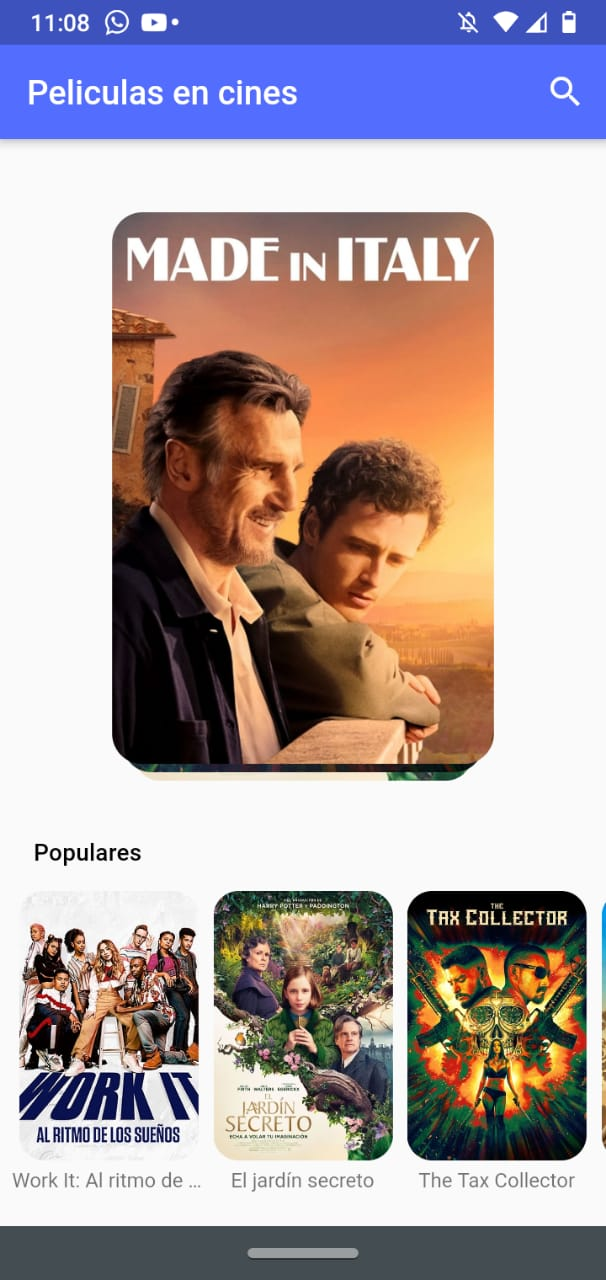 11:08
Peliculas en cines
MADE IN ITALY
Populares
WORK IT
AL RITMO DE LOS SUEÑOS
HARRY POTTER Y PADDINGTON
FIRTH WALTERS
EL
JARDÍN
SECRETO
ECHA A VOLAR TU IMAGINACIÓN
THE
TAX COLLECTOR
Work It: Al ritmo de ...
El jardín secreto
The Tax Collector